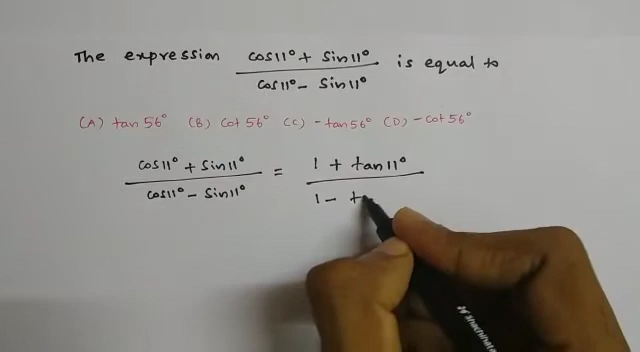 The expression cos11° + sin11° / cos11° - sin11° is equal to
(A) tan 56° (B) cot 56° (C) -tan 56° (D) -cot 56°
cos11° + sin11° / cos11° - sin11° = 1 + tan11° / 1 - t